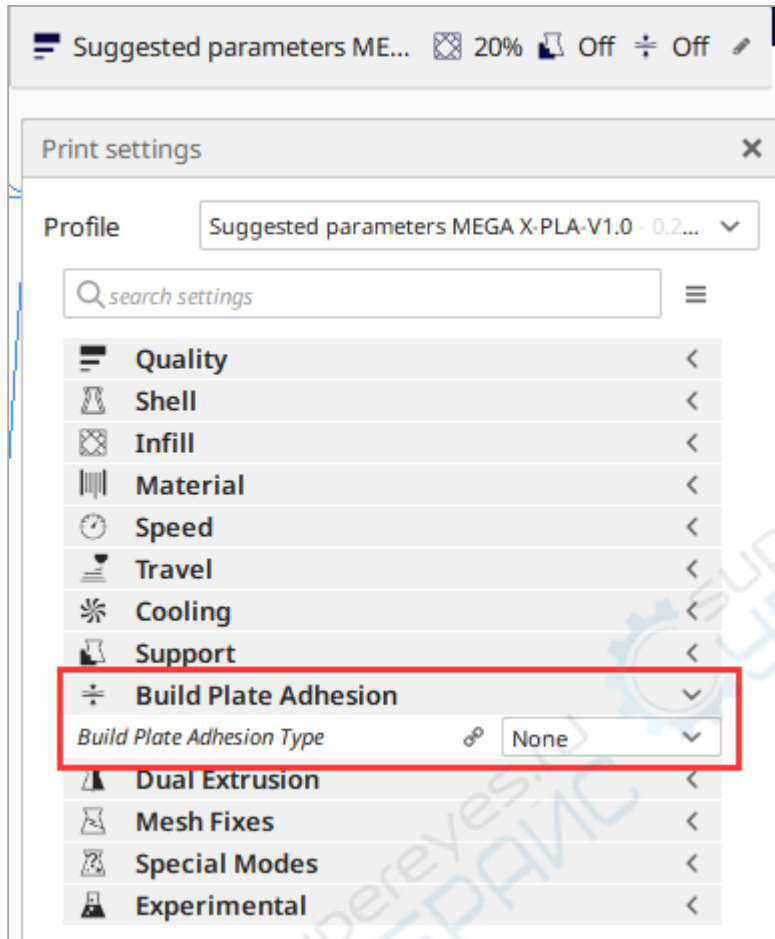 Suggested parameters ME... 20% Off Off
Print settings
Profile Suggested parameters MEGA X-PLA-V1.0 - 0.2...
search settings
Quality
Shell
Infill
Material
Speed
Travel
Cooling
Support
Build Plate Adhesion
Build Plate Adhesion Type None
Dual Extrusion
Mesh Fixes
Special Modes
Experimental
supereyes.ru